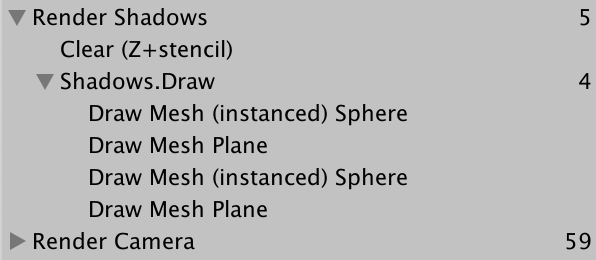 Render Shadows 5
Clear (Z+stencil)
Shadows.Draw 4
Draw Mesh (instanced) Sphere
Draw Mesh Plane
Draw Mesh (instanced) Sphere
Draw Mesh Plane
Render Camera 59